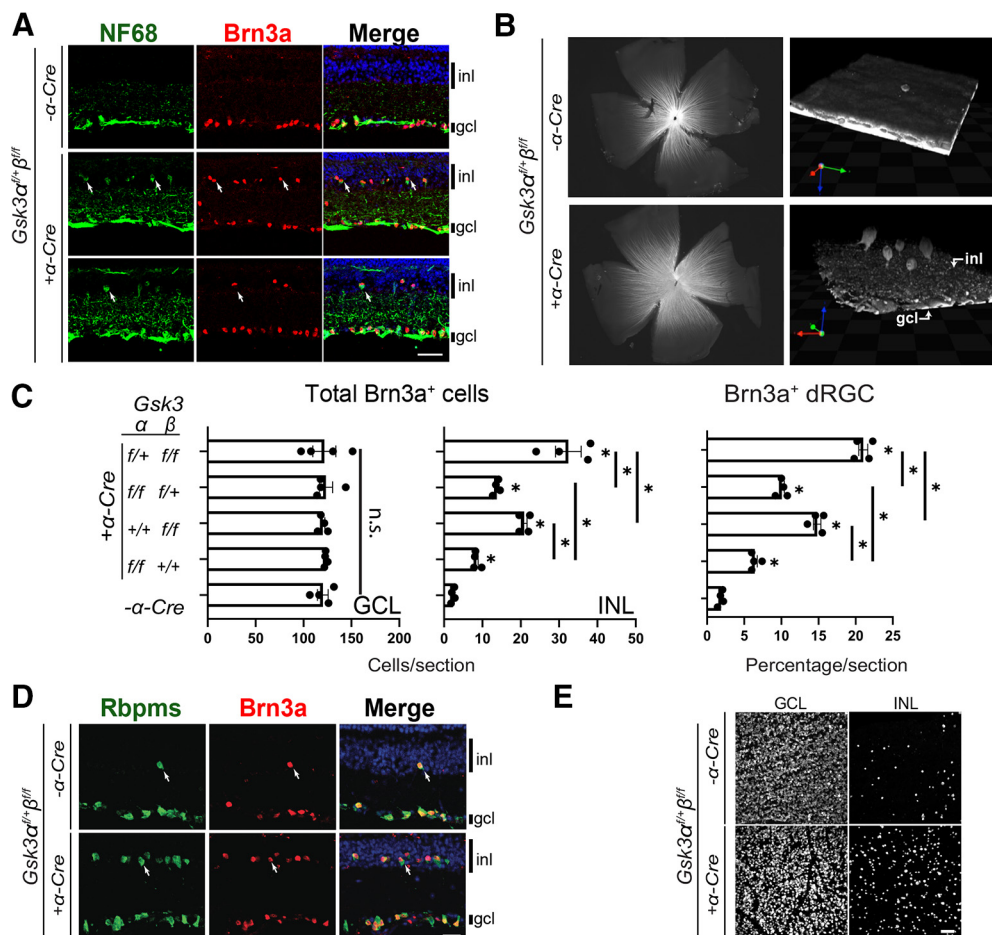 A
NF68 Brn3a Merge
Gsk3αf/+βf/f
-α-Cre
inl
gcl
+α-Cre
inl
gcl
inl
gcl
B
Gsk3αf/+βf/f
-α-Cre
+α-Cre
inl
gcl
C
Total Brn3a+ cells Brn3a+ dRGC
Gsk3
α β
+α-Cre
f/+ f/f
f/f f/+
+/+ f/f
f/f +/+
-α-Cre
n.s.
GCL
0 50 100 150 200
* * * * * * * *
INL
0 10 20 30 40 50
Cells/section
* * * * * * * *
0 5 10 15 20 25
Percentage/section
D
Rbpms Brn3a Merge
Gsk3αf/+βf/f
-α-Cre
inl
gcl
+α-Cre
inl
gcl
E
GCL INL
Gsk3αf/+βf/f
-α-Cre
+α-Cre